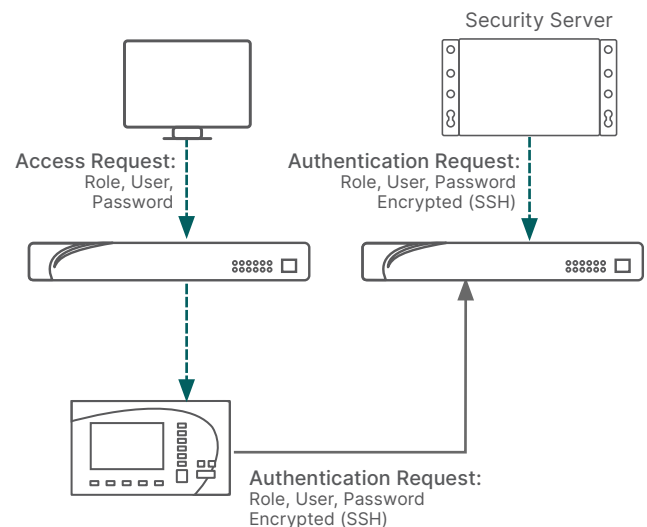 Security Server
Access Request:
Role, User,
Password
Authentication Request:
Role, User, Password
Encrypted (SSH)
Authentication Request:
Role, User, Password
Encrypted (SSH)